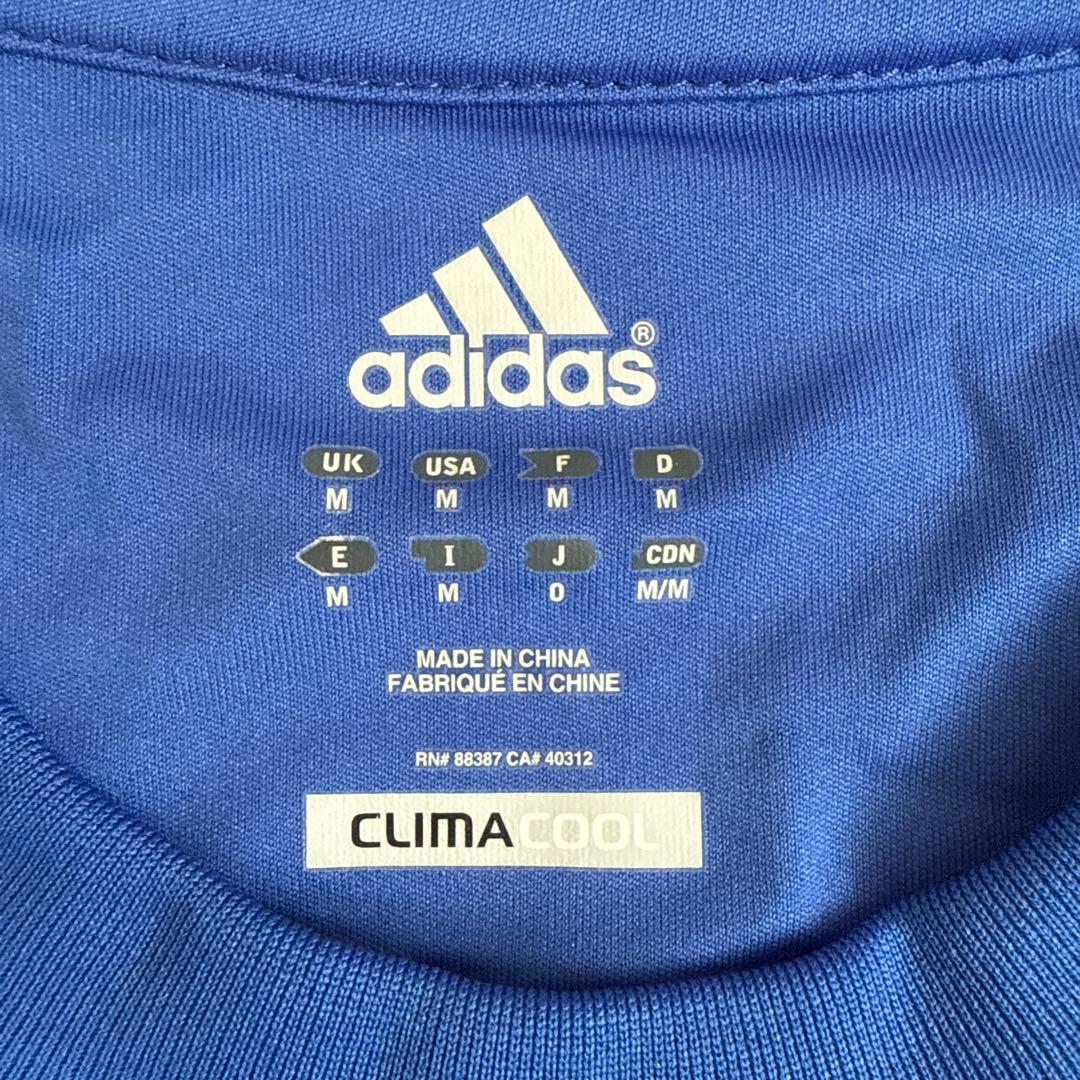 adidas®
UK USA F D
M M M M
E I J CDN
M M O M/M
MADE IN CHINA
FABRIQUÉ EN CHINE
RN# 88387 CA# 40312
CLIMACOOL